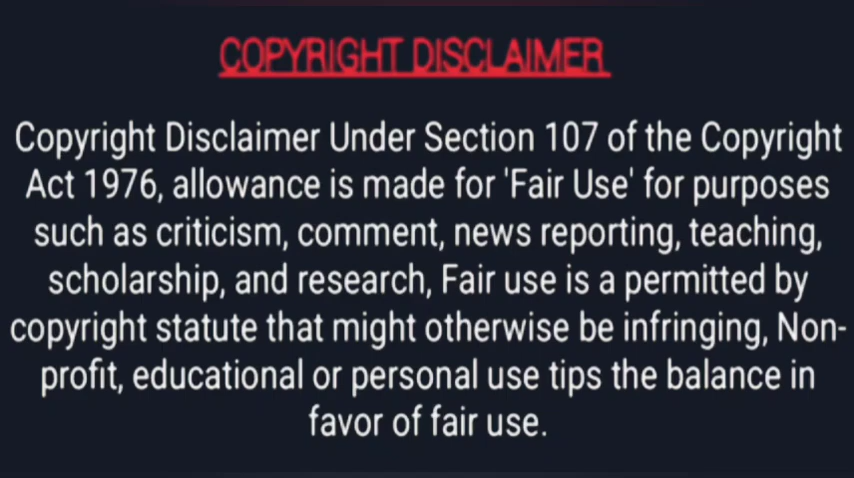 COPYRIGHT DISCLAIMER
Copyright Disclaimer Under Section 107 of the Copyright
Act 1976, allowance is made for 'Fair Use' for purposes
such as criticism, comment, news reporting, teaching,
scholarship, and research, Fair use is a permitted by
copyright statute that might otherwise be infringing, Non-
profit, educational or personal use tips the balance in
favor of fair use.